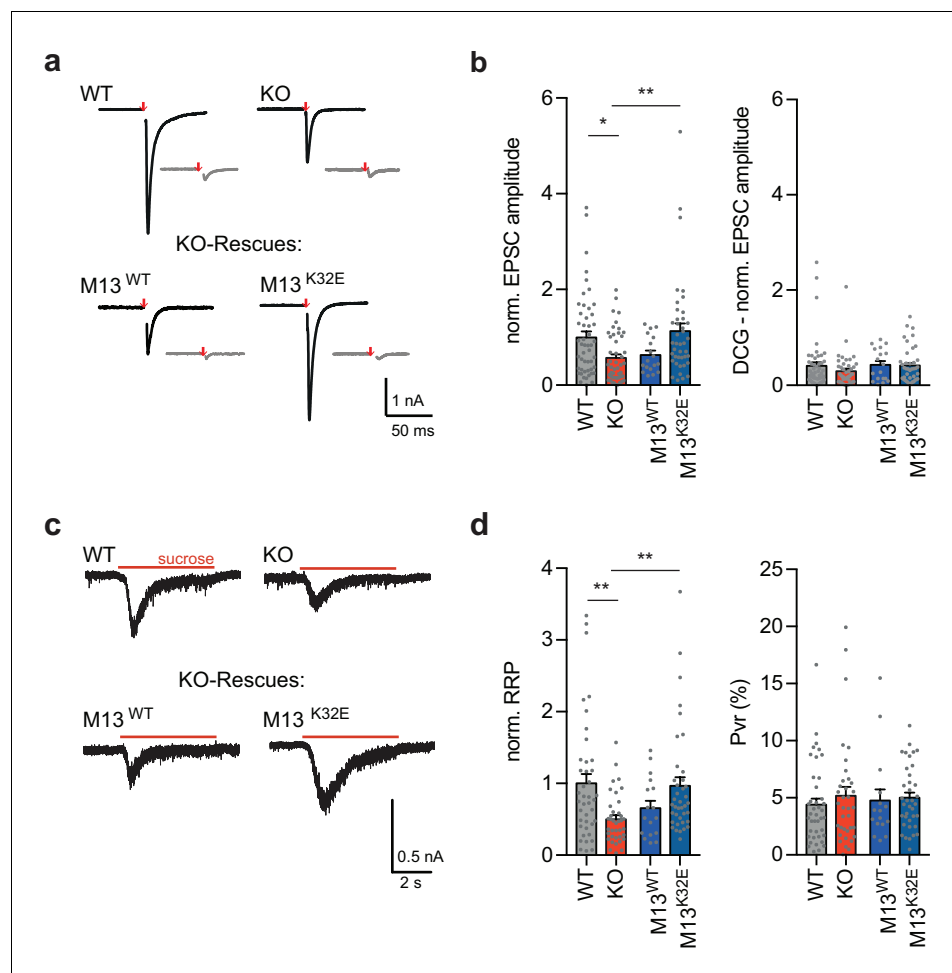 a
WT
KO
KO-Rescues:
M13 WT
M13 K32E
1 nA
50 ms
b
norm. EPSC amplitude
6
4
2
0
*
**
WT
KO
M13WT
M13K32E
DCG - norm. EPSC amplitude
6
4
2
0
WT
KO
M13WT
M13K32E
c
WT
sucrose
KO
KO-Rescues:
M13 WT
M13 K32E
0.5 nA
2 s
d
norm. RRP
4
3
2
1
0
**
**
WT
KO
M13WT
M13K32E
Pvr (%)
25
20
15
10
5
0
WT
KO
M13WT
M13K32E